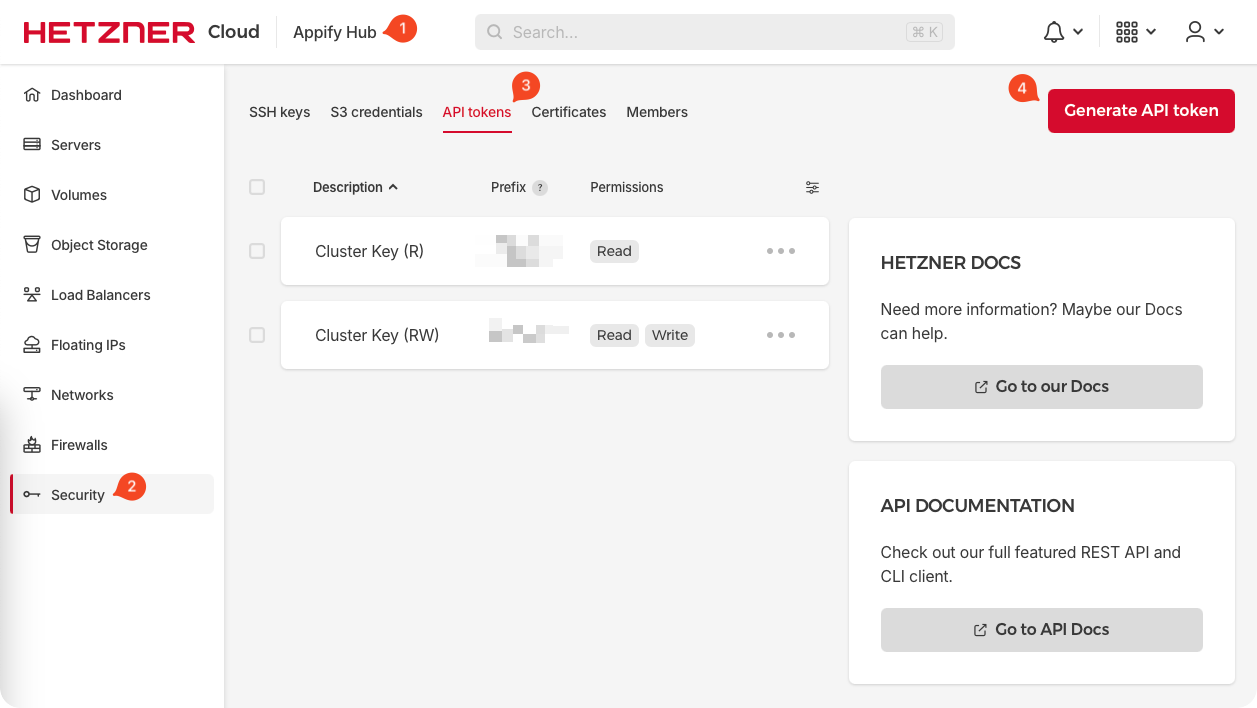 HETZNER Cloud Appify Hub 1 Search... ⌘ K
Dashboard
Servers
Volumes
Object Storage
Load Balancers
Floating IPs
Networks
Firewalls
Security 2
SSH keys S3 credentials API tokens 3 Certificates Members
4 Generate API token
Description Prefix ? Permissions
Cluster Key (R) Read
Cluster Key (RW) Read Write
HETZNER DOCS
Need more information? Maybe our Docs
can help.
Go to our Docs
API DOCUMENTATION
Check out our full featured REST API and
CLI client.
Go to API Docs